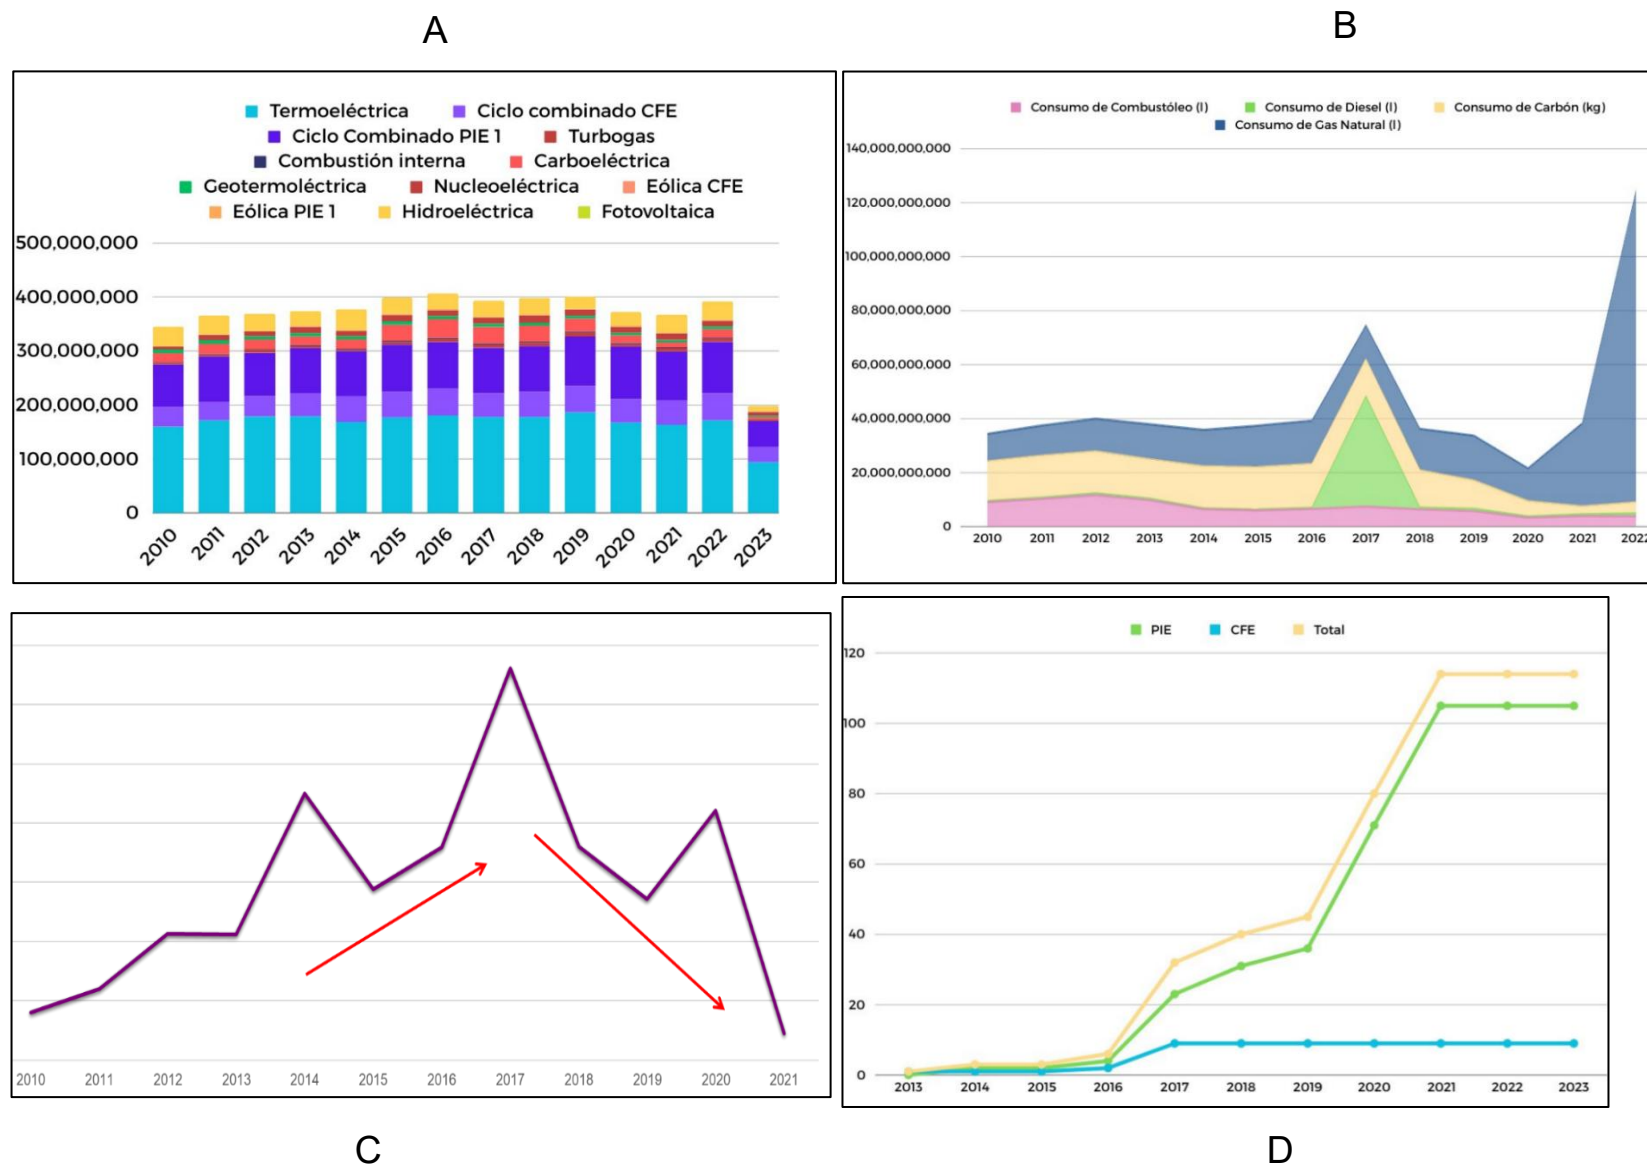 A
B
Termoeléctrica Ciclo combinado CFE
Ciclo Combinado PIE 1 Turbogas
Combustión interna Carboeléctrica
Geotermoléctrica Nucleoeléctrica Eólica CFE
Eólica PIE 1 Hidroeléctrica Fotovoltaica
500,000,000
400,000,000
300,000,000
200,000,000
100,000,000
0
2010 2011 2012 2013 2014 2015 2016 2017 2018 2019 2020 2021 2022 2023
Consumo de Combustóleo (l) Consumo de Diesel (l) Consumo de Carbón (kg)
Consumo de Gas Natural (l)
140,000,000,000
120,000,000,000
100,000,000,000
80,000,000,000
60,000,000,000
40,000,000,000
20,000,000,000
0
2010 2011 2012 2013 2014 2015 2016 2017 2018 2019 2020 2021 2022
2010 2011 2012 2013 2014 2015 2016 2017 2018 2019 2020 2021
PIE CFE Total
120
100
80
60
40
20
0
2013 2014 2015 2016 2017 2018 2019 2020 2021 2022 2023
C
D